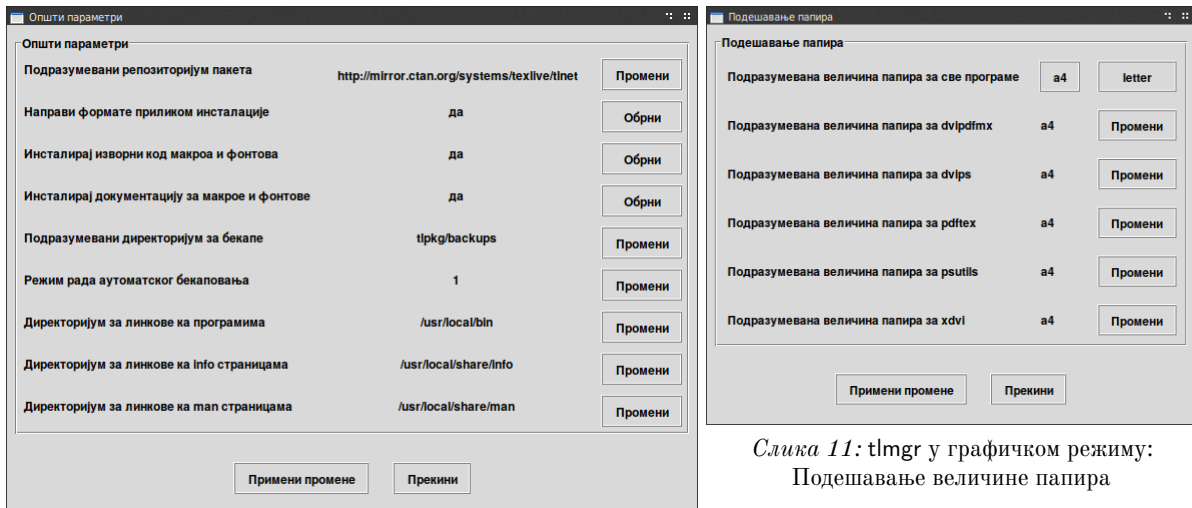 Општи параметри
Општи параметри
Подразумевани репозиторијум пакета http://mirror.ctan.org/systems/texlive/tlnet Промени
Направи формате приликом инсталације да Обрни
Инсталирај изворни код макроа и фонтова да Обрни
Инсталирај документацију за макрое и фонтове да Обрни
Подразумевани директоријум за бекапе tlpkg/backups Промени
Режим рада аутоматског бекаповања 1 Промени
Директоријум за линкове ка програмима /usr/local/bin Промени
Директоријум за линкове ка info страницама /usr/local/share/info Промени
Директоријум за линкове ка man страницама /usr/local/share/man Промени
Примени промене Прекини
Подешавање папира
Подешавање папира
Подразумевана величина папира за све програме a4 letter
Подразумевана величина папира за dvipdfmx a4 Промени
Подразумевана величина папира за dvips a4 Промени
Подразумевана величина папира за pdftex a4 Промени
Подразумевана величина папира за psutils a4 Промени
Подразумевана величина папира за xdvi a4 Промени
Примени промене Прекини
Слика 11: tlmgr у графичком режиму:
Подешавање величине папира